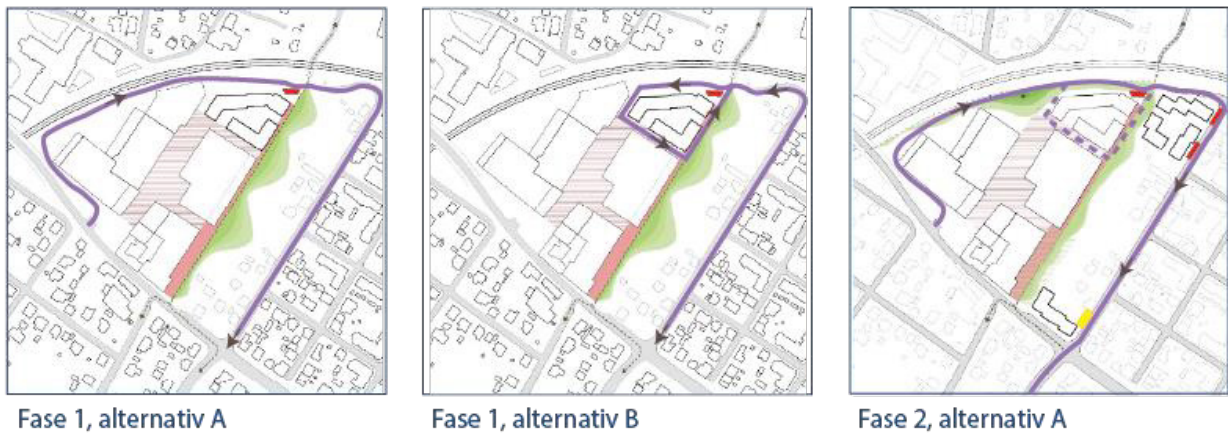 Fase 1, alternativ A
Fase 1, alternativ B
Fase 2, alternativ A